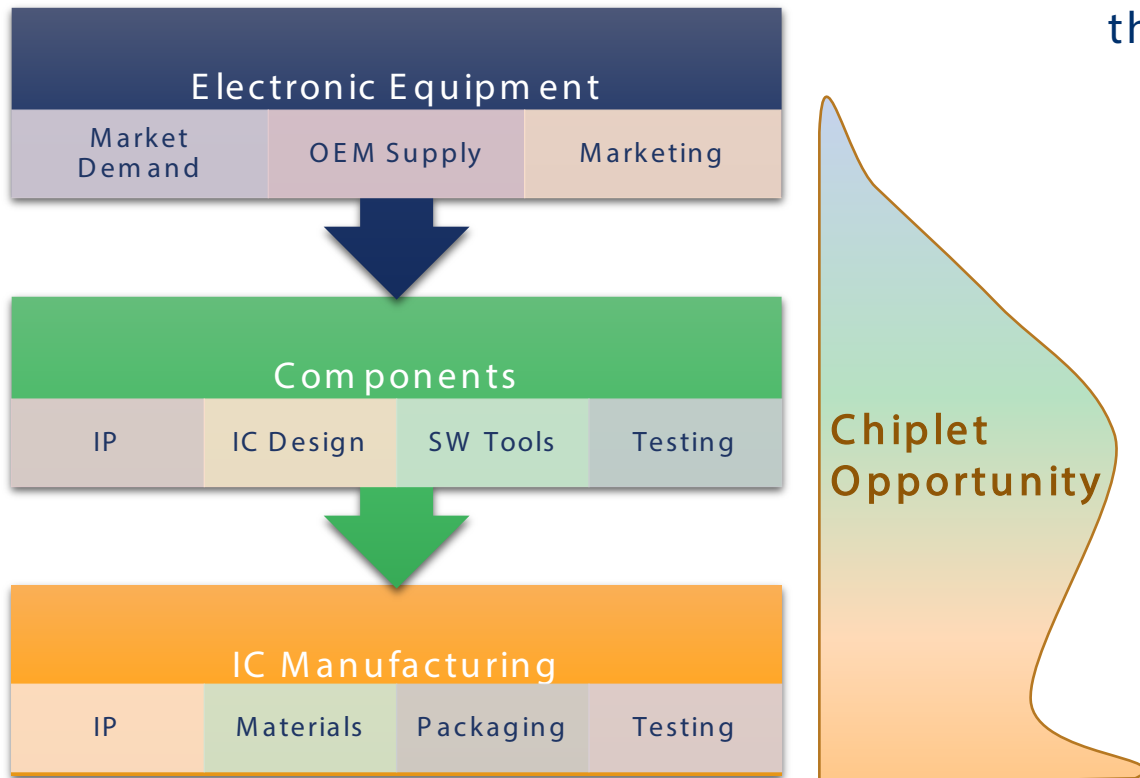 th
Electronic Equipment
Market
Demand
OEM Supply
Marketing
Components
IP
IC Design
SW Tools
Testing
Chiplet
Opportunity
IC Manufacturing
IP
Materials
Packaging
Testing